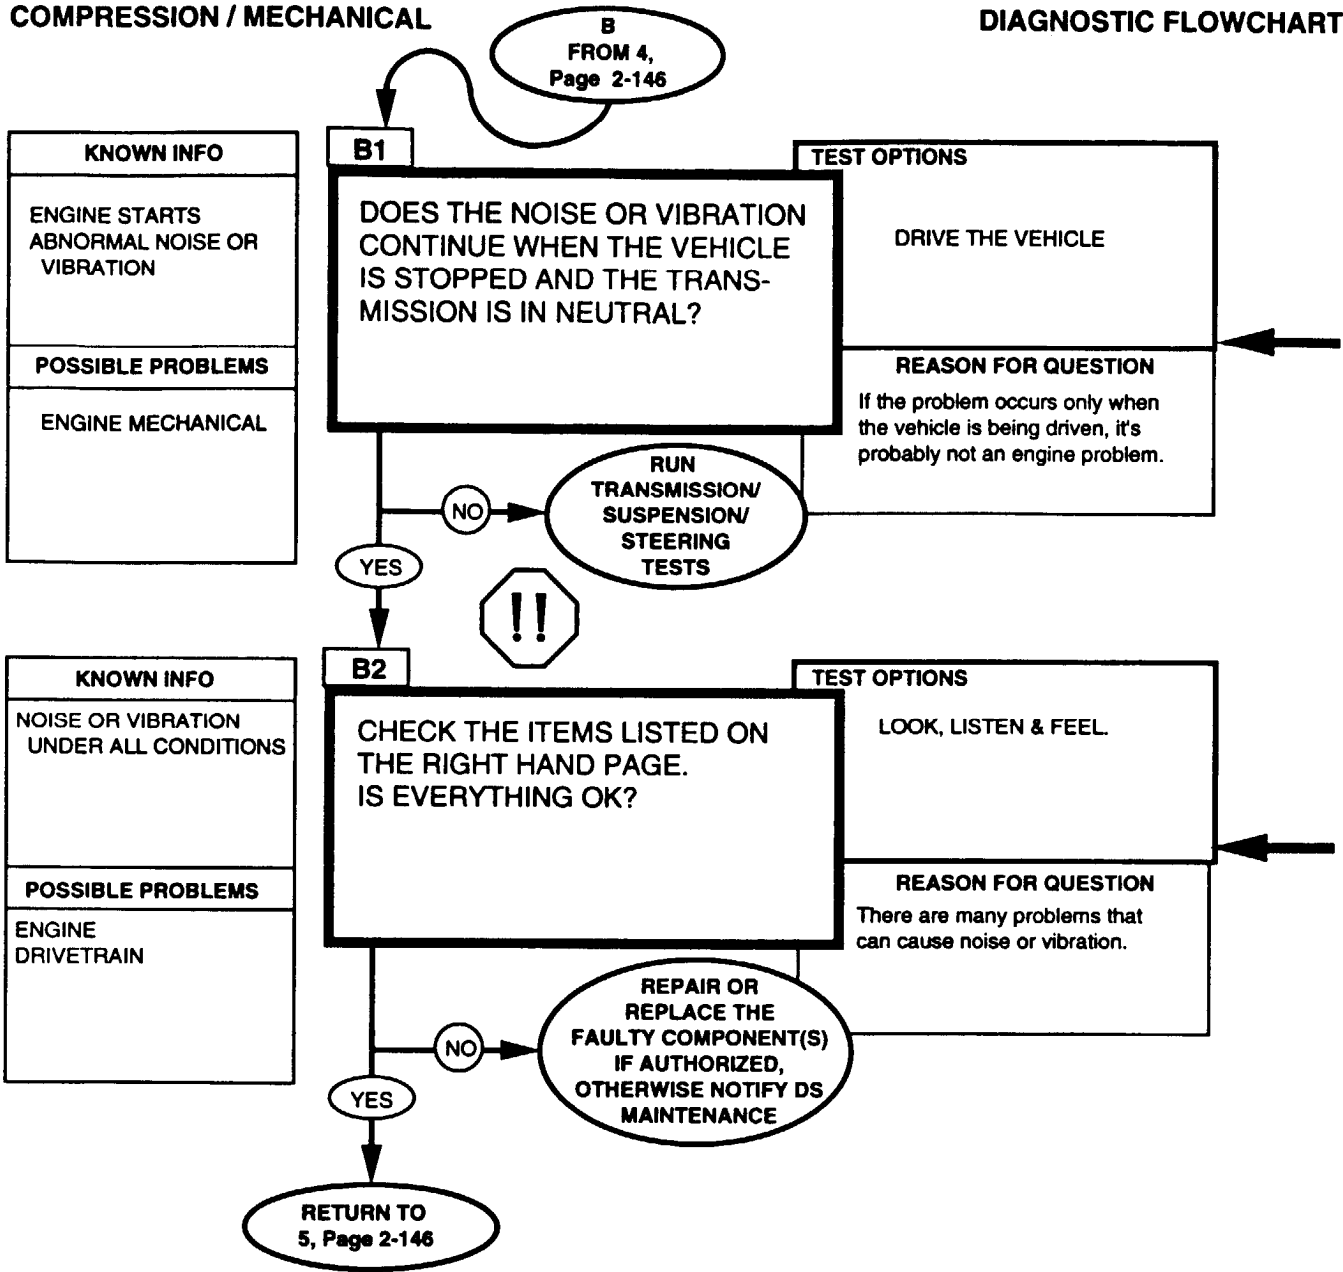 COMPRESSION / MECHANICAL
DIAGNOSTIC FLOWCHART
B
FROM 4,
Page 2-146
KNOWN INFO
ENGINE STARTS
ABNORMAL NOISE OR
VIBRATION
POSSIBLE PROBLEMS
ENGINE MECHANICAL
B1
DOES THE NOISE OR VIBRATION
CONTINUE WHEN THE VEHICLE
IS STOPPED AND THE TRANS-
MISSION IS IN NEUTRAL?
TEST OPTIONS
DRIVE THE VEHICLE
REASON FOR QUESTION
If the problem occurs only when
the vehicle is being driven, it's
probably not an engine problem.
NO
RUN
TRANSMISSION/
SUSPENSION/
STEERING
TESTS
YES
!!
KNOWN INFO
NOISE OR VIBRATION
UNDER ALL CONDITIONS
POSSIBLE PROBLEMS
ENGINE
DRIVETRAIN
B2
CHECK THE ITEMS LISTED ON
THE RIGHT HAND PAGE.
IS EVERYTHING OK?
TEST OPTIONS
LOOK, LISTEN & FEEL.
REASON FOR QUESTION
There are many problems that
can cause noise or vibration.
NO
REPAIR OR
REPLACE THE
FAULTY COMPONENT(S)
IF AUTHORIZED,
OTHERWISE NOTIFY DS
MAINTENANCE
YES
RETURN TO
5, Page 2-146